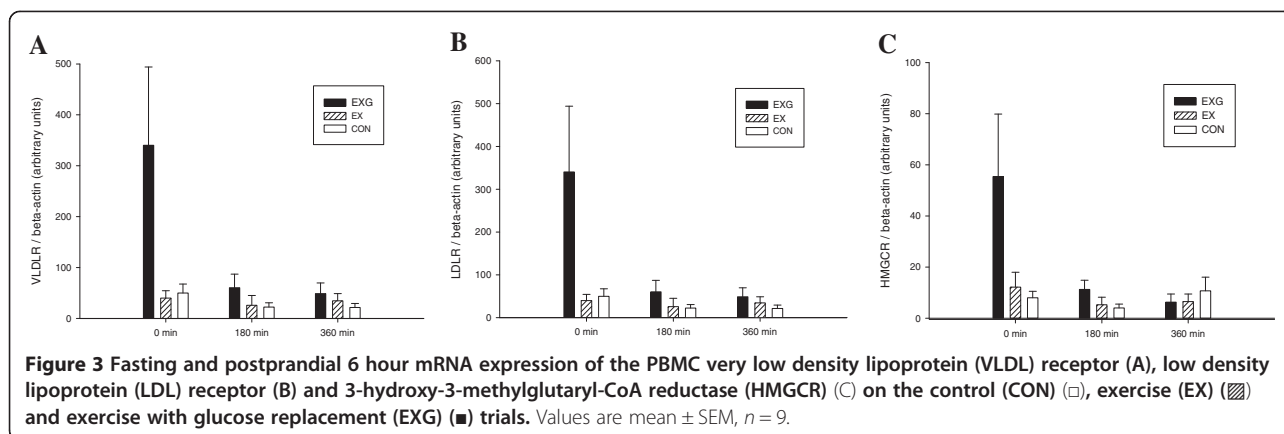 A
500
400
300
200
100
0
VLDLR / beta-actin (arbitrary units)
EXG
EX
CON
0 min 180 min 360 min
B
600
500
400
300
200
100
0
LDLR / beta-actin (arbitrary units)
EXG
EX
CON
0 min 180 min 360 min
C
100
80
60
40
20
0
HMGCR / beta-actin (arbitrary units)
EXG
EX
CON
0 min 180 min 360 min
Figure 3 Fasting and postprandial 6 hour mRNA expression of the PBMC very low density lipoprotein (VLDL) receptor (A), low density
lipoprotein (LDL) receptor (B) and 3-hydroxy-3-methylglutaryl-CoA reductase (HMGCR) (C) on the control (CON) (□), exercise (EX) (▨)
and exercise with glucose replacement (EXG) (■) trials. Values are mean ± SEM, n = 9.